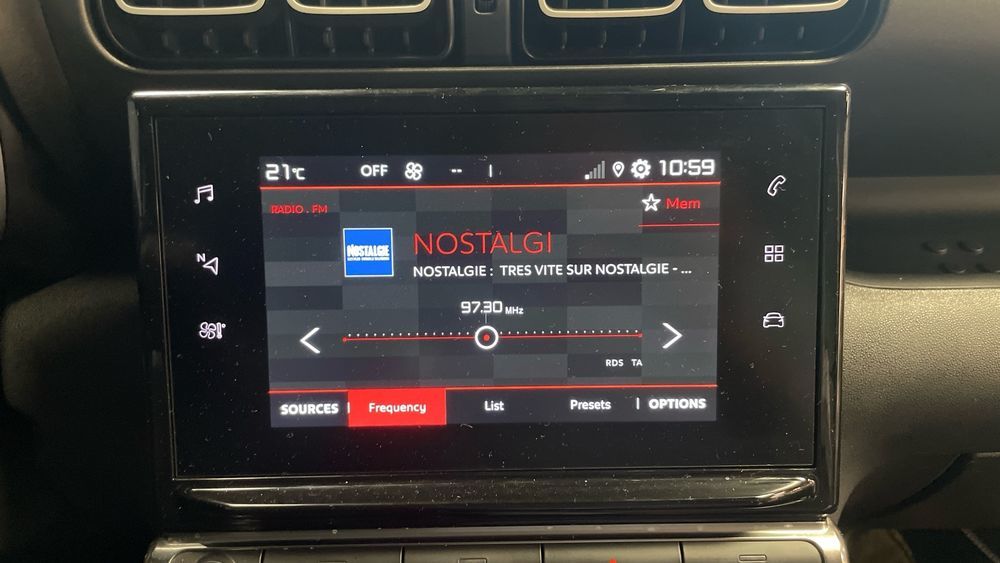 21°C OFF -- 10:59
RADIO . FM
Mem
NOSTALGIE
NOSTALGI
NOSTALGIE : TRES VITE SUR NOSTALGIE - ...
97.30 MHz
RDS TA
SOURCES Frequency List Presets OPTIONS
N